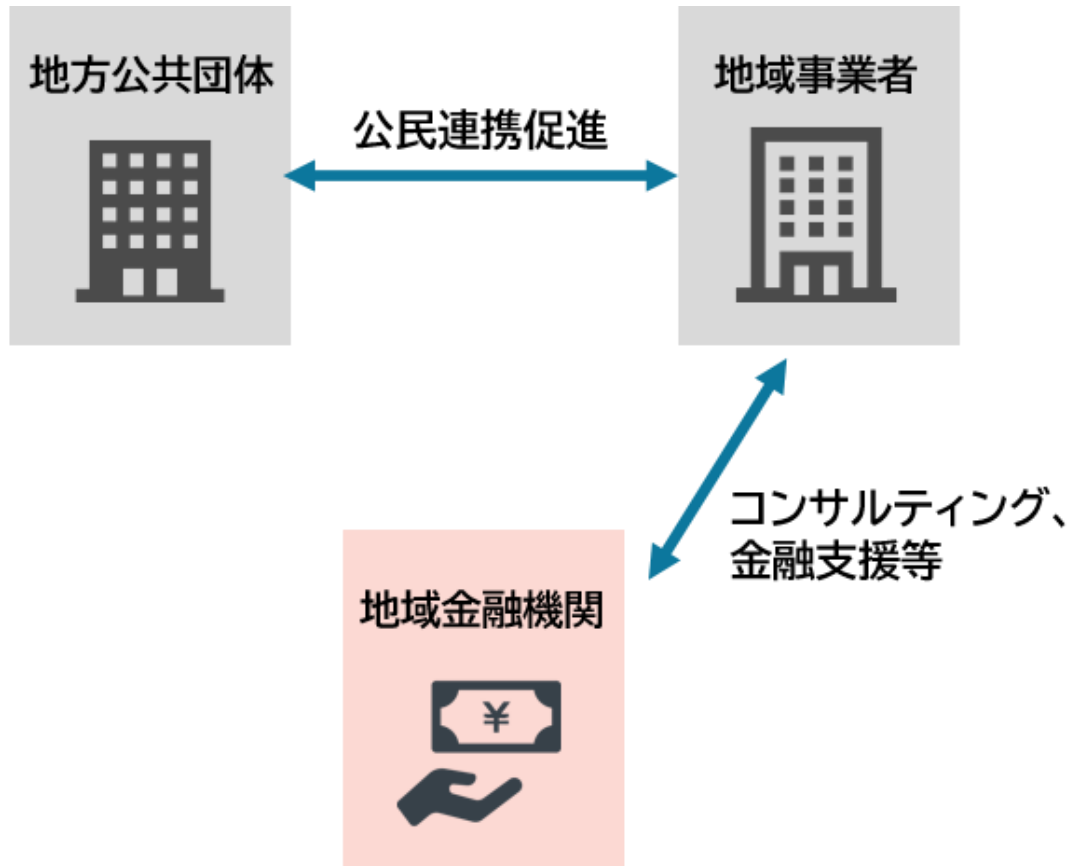 地方公共団体
地域事業者
公民連携促進
コンサルティング、
金融支援等
地域金融機関
¥